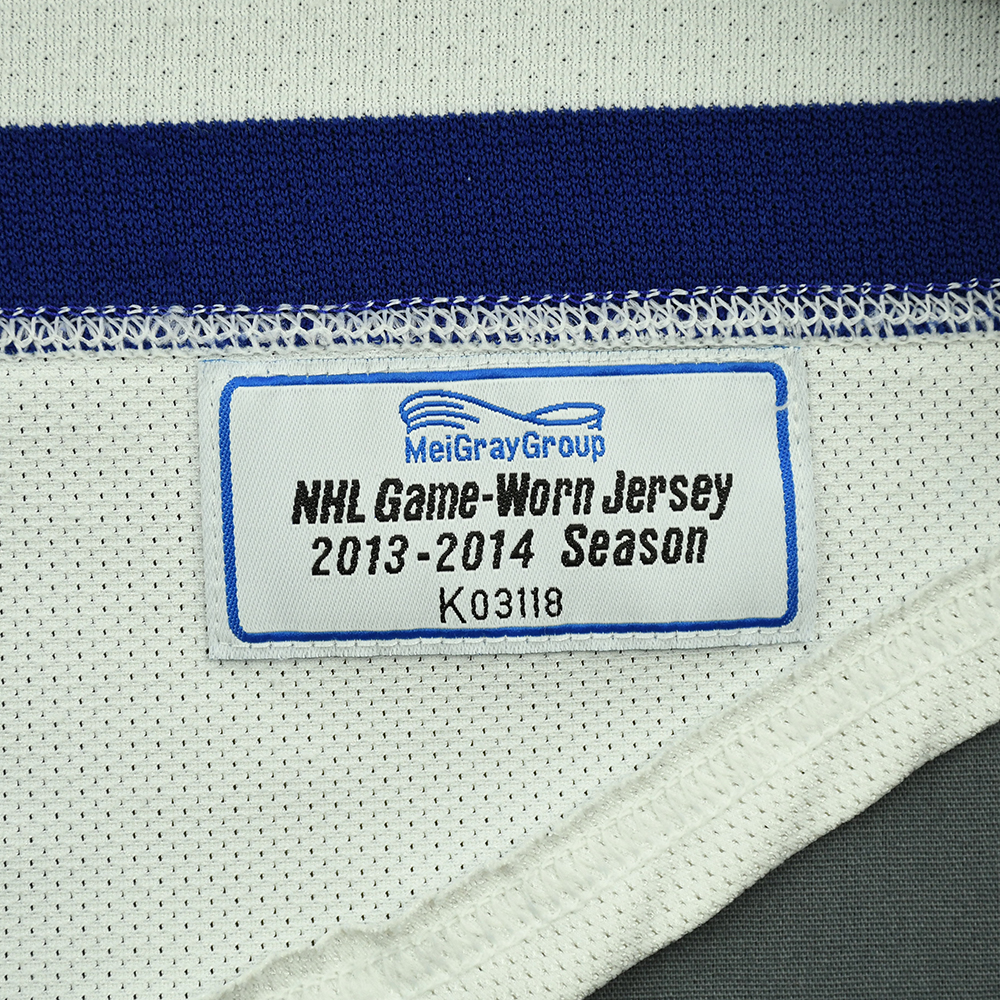 MeiGrayGroup
NHL Game-Worn Jersey
2013-2014 Season
K03118